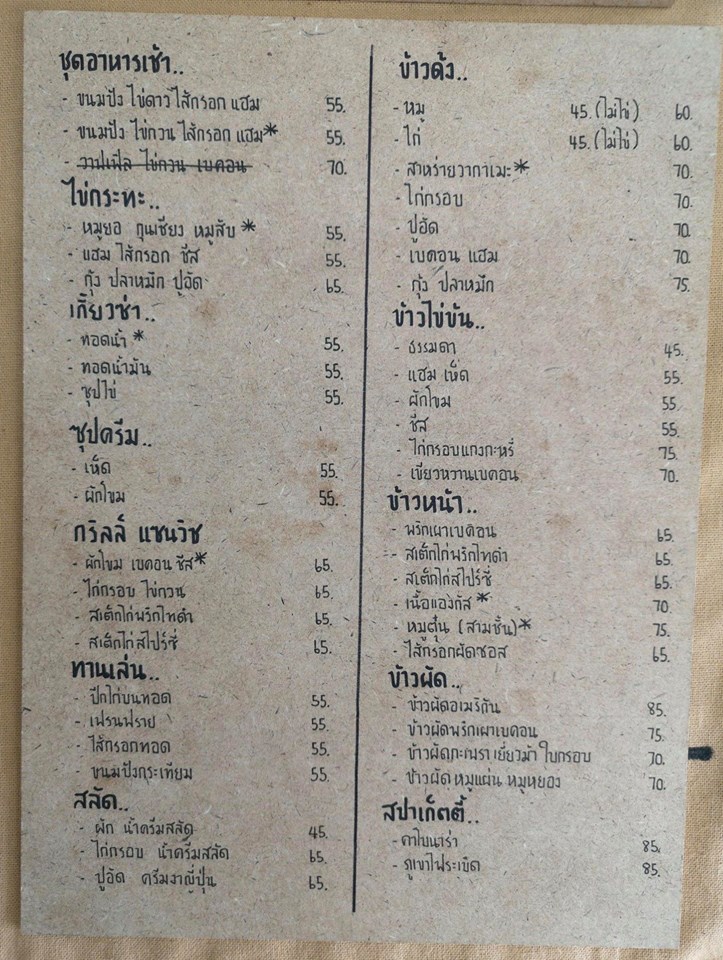 ชุดอาหารเช้า..
- ขนมปัง ไข่ดาว ไส้กรอก แฮม 55.
- ขนมปัง ไข่กวน ไส้กรอก แฮม* 55.
- วาฟเฟิล ไข่กวน เบคอน 70.
ไข่กระทะ..
- หมูยอ กุนเชียง หมูสับ * 55.
- แฮม ไส้กรอก ชีส 55.
- กุ้ง ปลาหมึก ปูอัด 65.
เกี๊ยวซ่า..
- ทอดน้ำ * 55.
- ทอดน้ำมัน 55.
- ซุปไข่ 55.
ซุปครีม..
- เห็ด 55.
- ผักโขม 55.
กริลล์ แซนวิช
- ผักโขม เบคอน ชีส* 65.
- ไก่กรอบ ไข่กวน 65.
- สเต็กไก่พริกไทดำ 65.
- สเต็กไก่สไปร์ซี่ 65.
ทานเล่น..
- ปีกไก่บนทอด 55.
- เฟรนฟราย 55.
- ไส้กรอกทอด 55.
- ขนมปังกระเทียม 55.
สลัด..
- ผัก น้ำครีมสลัด 45.
- ไก่กรอบ น้ำครีมสลัด 65.
- ปูอัด ครีมงาญี่ปุ่น 65.
ข้าวด้ง..
- หมู 45.(ไม่ไข่) 60.
- ไก่ 45.(ไม่ไข่) 60.
- สาหร่ายวากาเมะ* 70.
- ไก่กรอบ 70.
- ปูอัด 70.
- เบคอน แฮม 70.
- กุ้ง ปลาหมึก 75.
ข้าวไข่ข้น..
- ธรรมดา 45.
- แฮม เห็ด 55.
- ผักโขม 55.
- ชีส 55.
- ไก่กรอบแกงกะหรี่ 75.
- เขียวหวานเบคอน 70.
ข้าวหน้า..
- พริกเผาเบคอน 65.
- สเต็กไก่พริกไทดำ 65.
- สเต็กไก่สไปร์ซี่ 65.
- เนื้อแองกัส * 70.
- หมูตุ๋น (สามชั้น)* 75.
- ไส้กรอกผัดซอส 65.
ข้าวผัด..
- ข้าวผัดอเมริกัน 85.
- ข้าวผัดพริกเผาเบคอน 75.
- ข้าวผัดกะเพราเยี่ยวม้า ใบกรอบ 70.
- ข้าวผัดหมูแผ่น หมูหยอง 70.
สปาเก็ตตี้..
- คาโบนาร่า 85.
- ภูเขาไฟระเบิด 85.